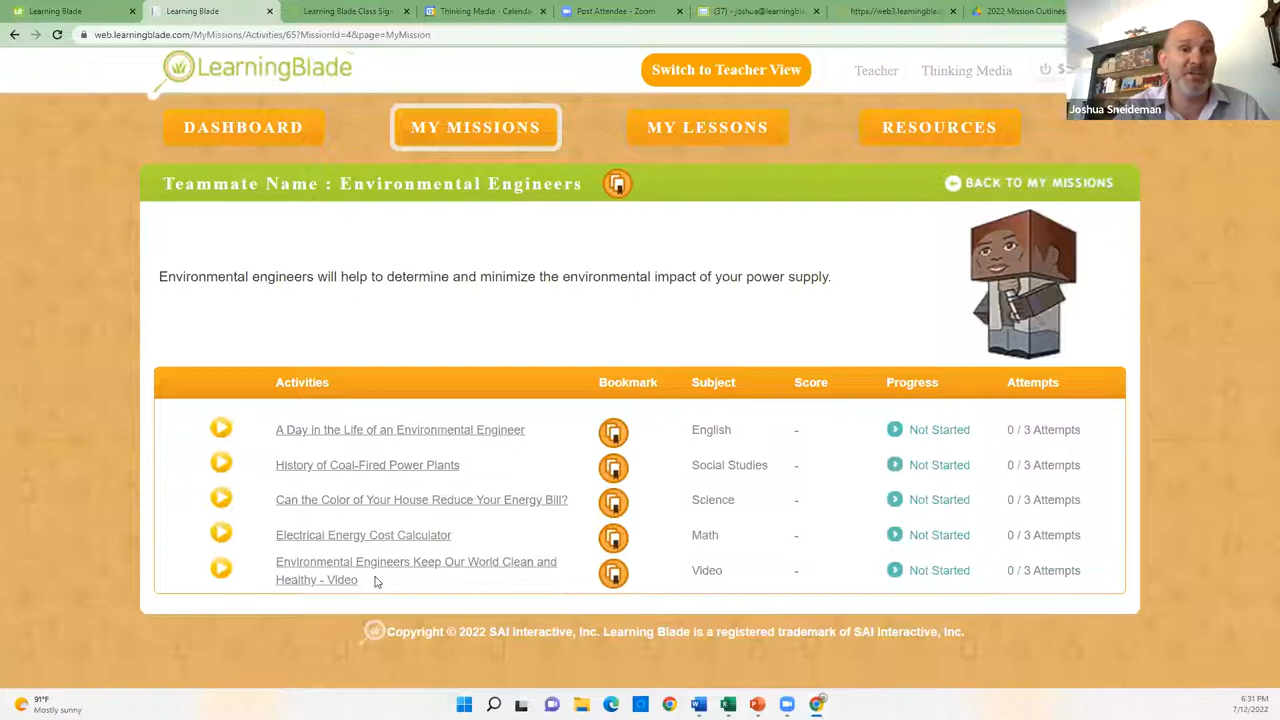 Learning Blade
Learning Blade
Learning Blade Class Sig
Thinking Media - Calenda
Post Attendee - Zoom
(37) - joshua@learningbla
https://web3.learningblad
2022 Mission Outlines
web.learningblade.com/MyMissions/Activities/65?MissionId=4&page=MyMission
LearningBlade
Switch to Teacher View
Teacher
Thinking Media
Joshua Sneideman
DASHBOARD
MY MISSIONS
MY LESSONS
RESOURCES
Teammate Name : Environmental Engineers
BACK TO MY MISSIONS
Environmental engineers will help to determine and minimize the environmental impact of your power supply.
Activities Bookmark Subject Score Progress Attempts
A Day in the Life of an Environmental Engineer English - Not Started 0 / 3 Attempts
History of Coal-Fired Power Plants Social Studies - Not Started 0 / 3 Attempts
Can the Color of Your House Reduce Your Energy Bill? Science - Not Started 0 / 3 Attempts
Electrical Energy Cost Calculator Math - Not Started 0 / 3 Attempts
Environmental Engineers Keep Our World Clean and
Healthy - Video Video - Not Started 0 / 3 Attempts
Copyright © 2022 SAI Interactive, Inc. Learning Blade is a registered trademark of SAI Interactive, Inc.
91°F
Mostly sunny
6:31 PM
7/12/2022